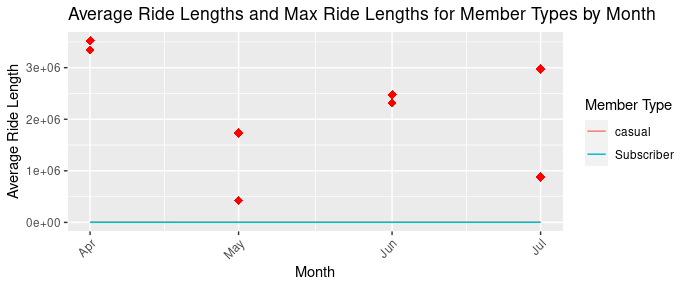 Average Ride Lengths and Max Ride Lengths for Member Types by Month
Average Ride Length
3e+06
2e+06
1e+06
0e+00
Apr
May
Jun
Jul
Month
Member Type
casual
Subscriber